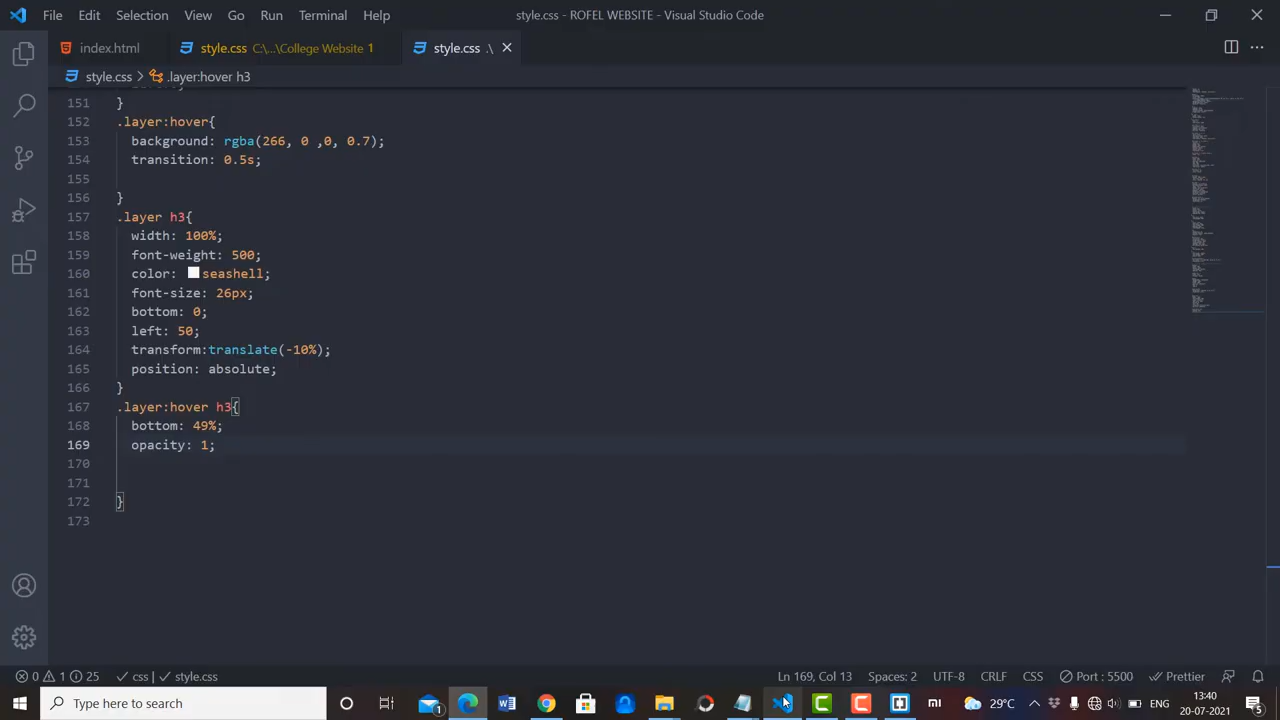 File Edit Selection View Go Run Terminal Help style.css - ROFEL WEBSITE - Visual Studio Code
index.html style.css C:\...\College Website 1 style.css .\
style.css > .layer:hover h3
151 }
152 .layer:hover{
153 background: rgba(266, 0 ,0, 0.7);
154 transition: 0.5s;
155
156 }
157 .layer h3{
158 width: 100%;
159 font-weight: 500;
160 color: seashell;
161 font-size: 26px;
162 bottom: 0;
163 left: 50;
164 transform:translate(-10%);
165 position: absolute;
166 }
167 .layer:hover h3{
168 bottom: 49%;
169 opacity: 1;
170
171
172 }
173
0 1 25 css | style.css Ln 169, Col 13 Spaces: 2 UTF-8 CRLF CSS Port : 5500 Prettier
Type here to search 1 29°C ENG 13:40 20-07-2021 5